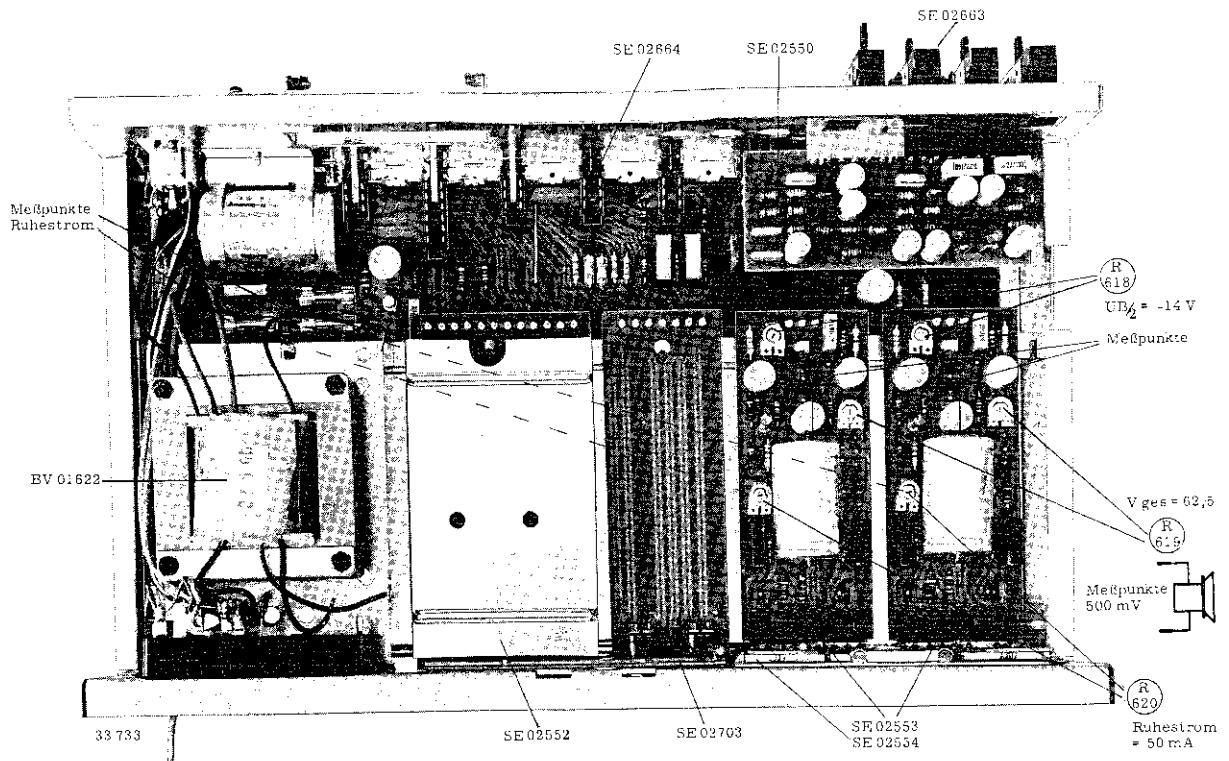 SE 02663
SE 02664
SE 02550
Meßpunkte
Ruhestrom
R
618
UB/2 = -14 V
Meßpunkte
BV 01622
V ges = 62,5
R
619
Meßpunkte
500 mV
R
620
Ruhestrom
= 50 mA
33 733
SE 02552
SE 02703
SE 02553
SE 02554